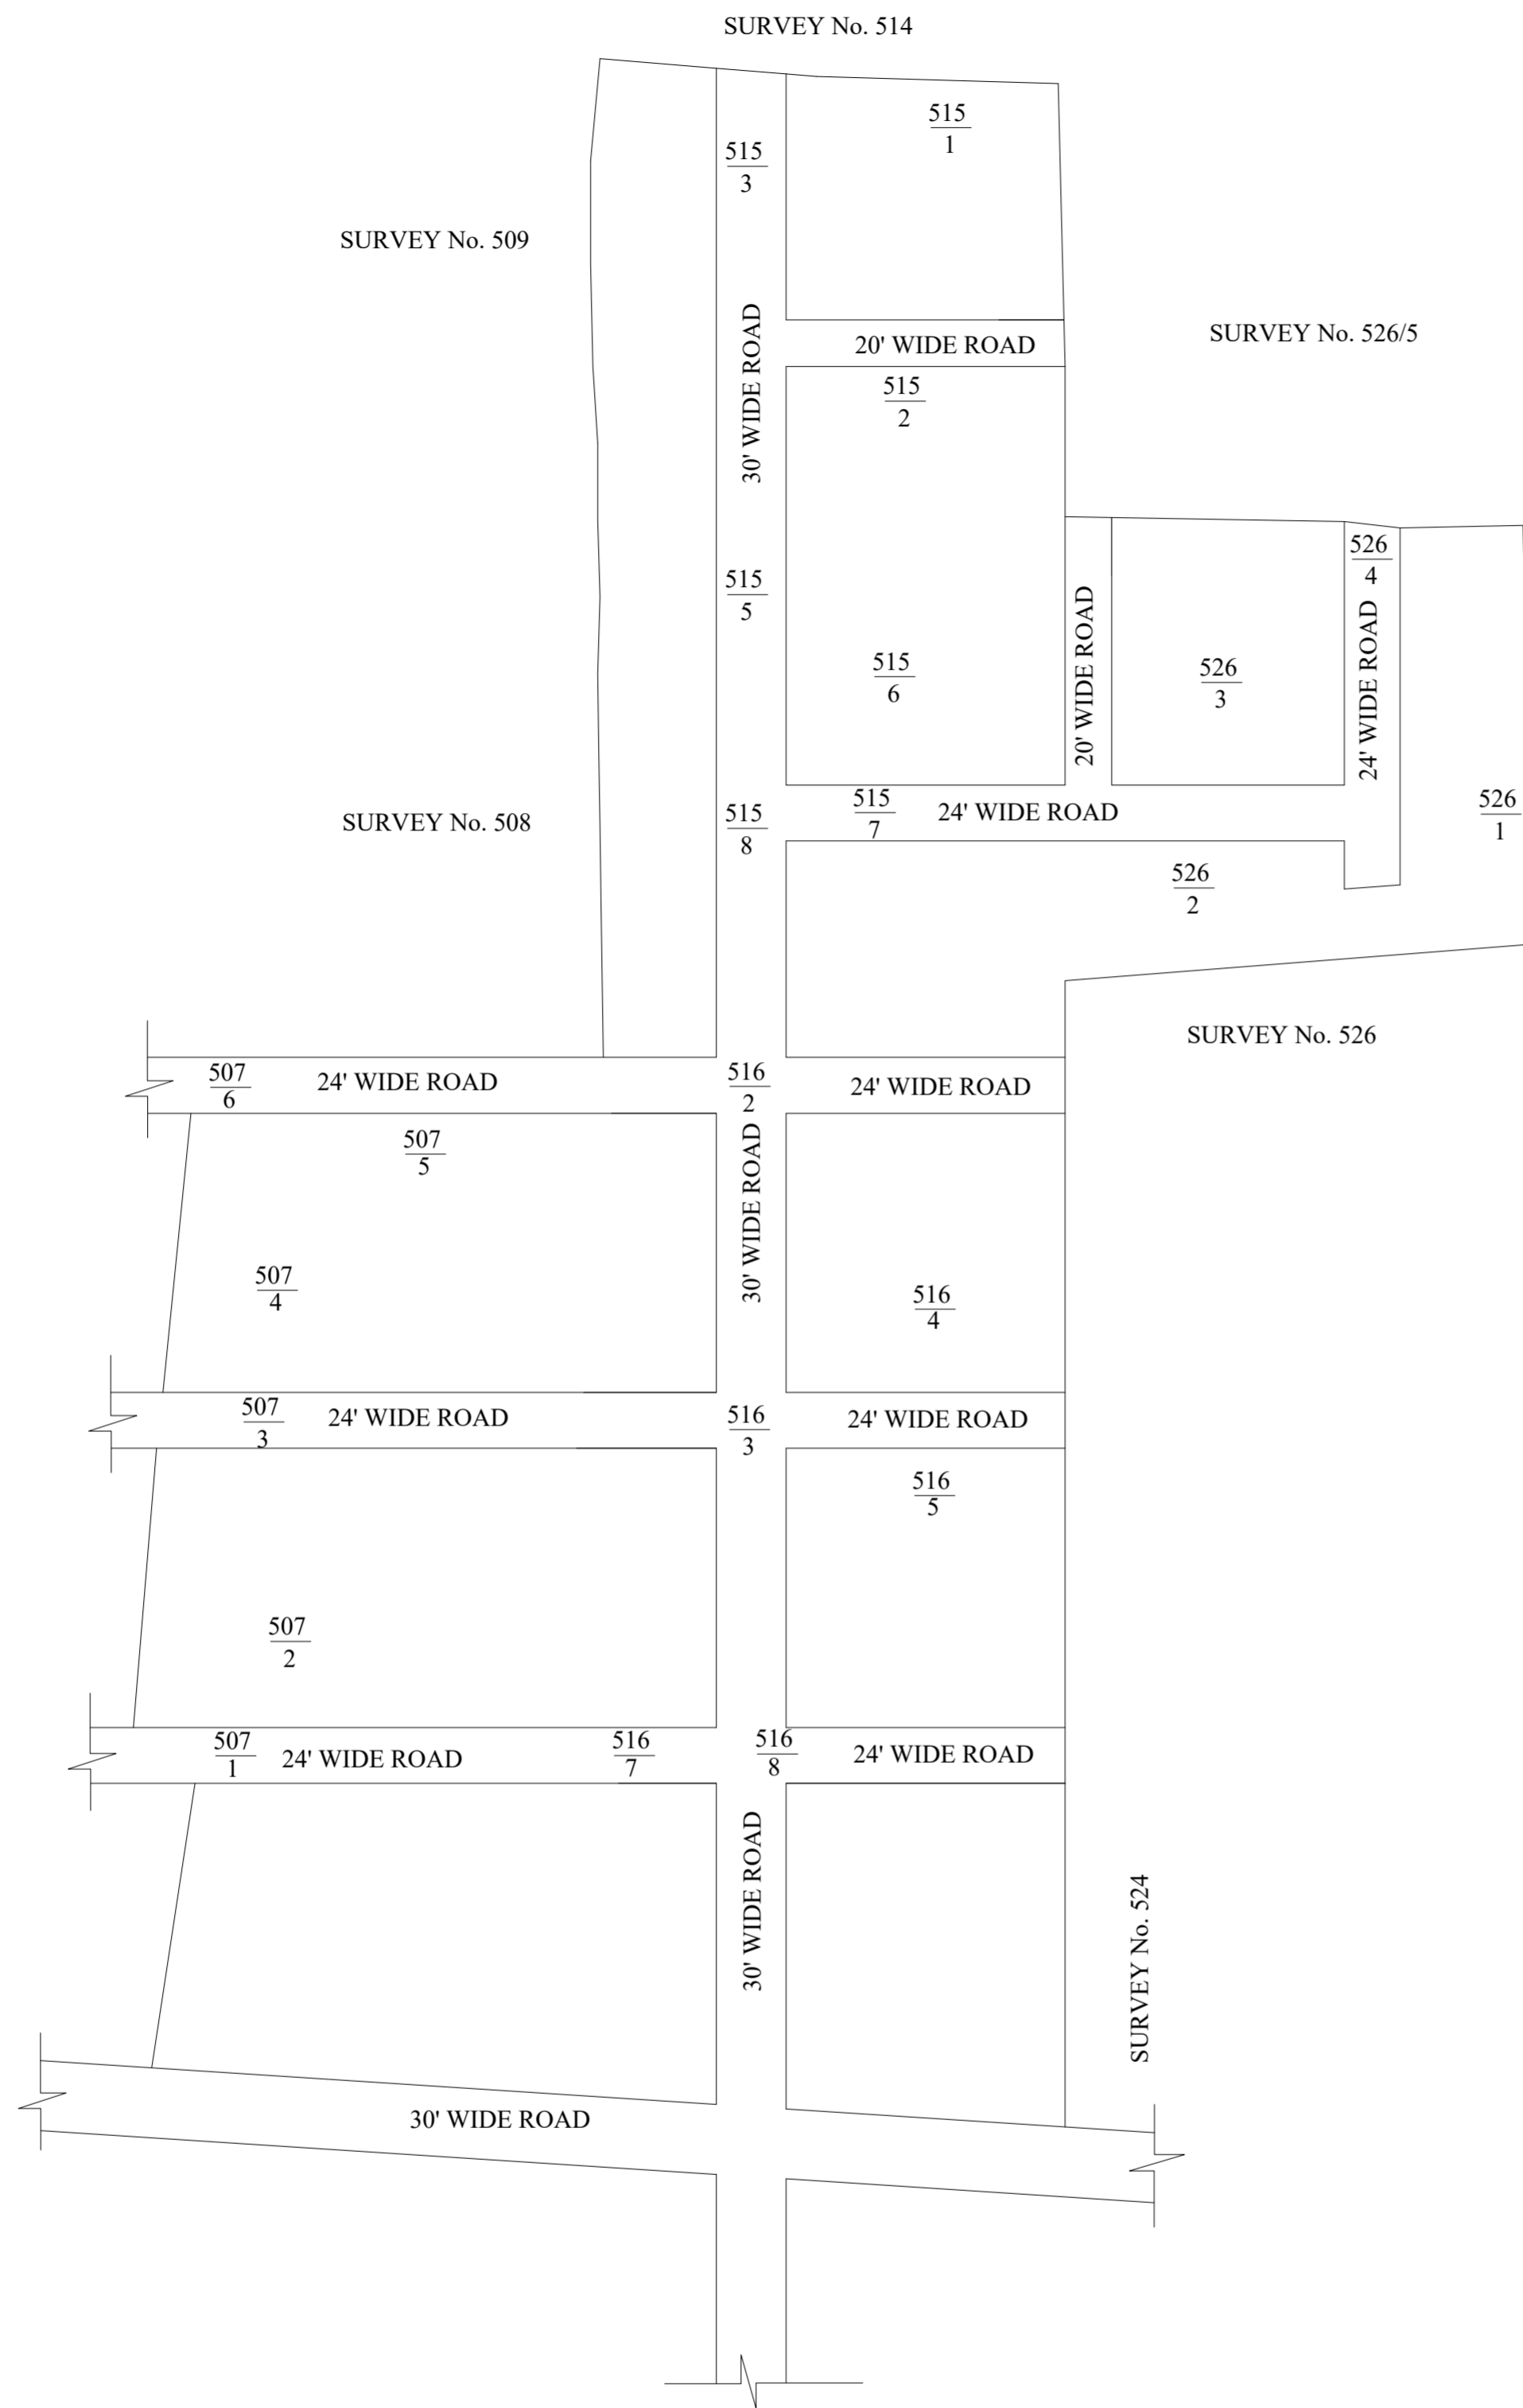 SURVEY No. 514
515
1
515
3
SURVEY No. 509
30' WIDE ROAD
20' WIDE ROAD
SURVEY No. 526/5
515
2
526
4
515
5
20' WIDE ROAD
24' WIDE ROAD
515
6
526
3
SURVEY No. 508
515
8
515
7
24' WIDE ROAD
526
1
526
2
SURVEY No. 526
507
6
24' WIDE ROAD
516
2
24' WIDE ROAD
507
5
30' WIDE ROAD
507
4
516
4
507
3
24' WIDE ROAD
516
3
24' WIDE ROAD
516
5
507
2
507
1
24' WIDE ROAD
516
7
516
8
24' WIDE ROAD
30' WIDE ROAD
SURVEY No. 524
30' WIDE ROAD